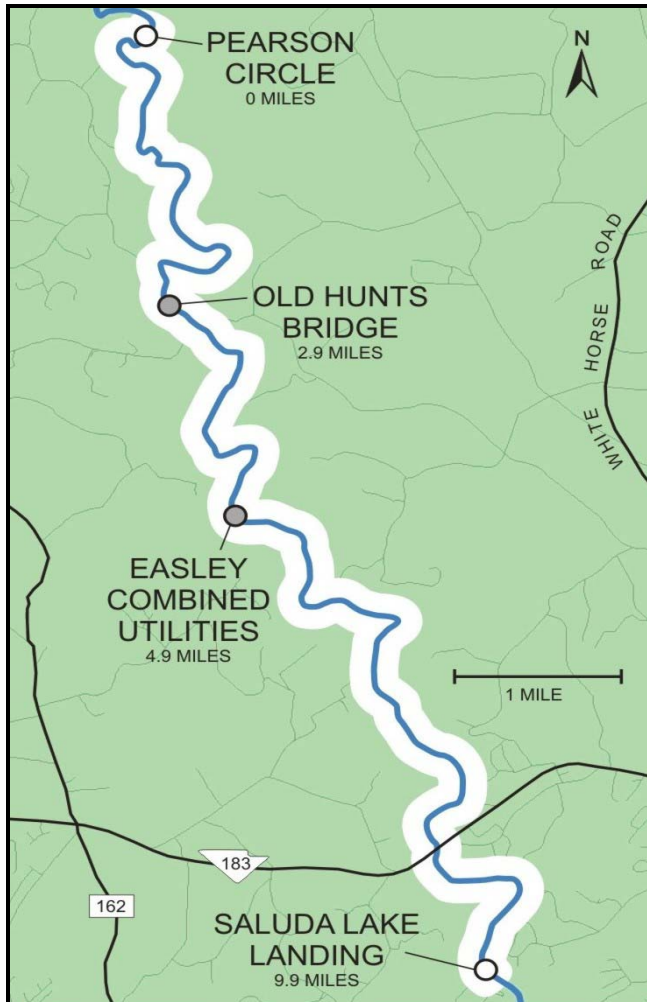 PEARSON
CIRCLE
0 MILES
N
WHITE HORSE ROAD
OLD HUNTS
BRIDGE
2.9 MILES
EASLEY
COMBINED
UTILITIES
4.9 MILES
1 MILE
183
162
SALUDA LAKE
LANDING
9.9 MILES